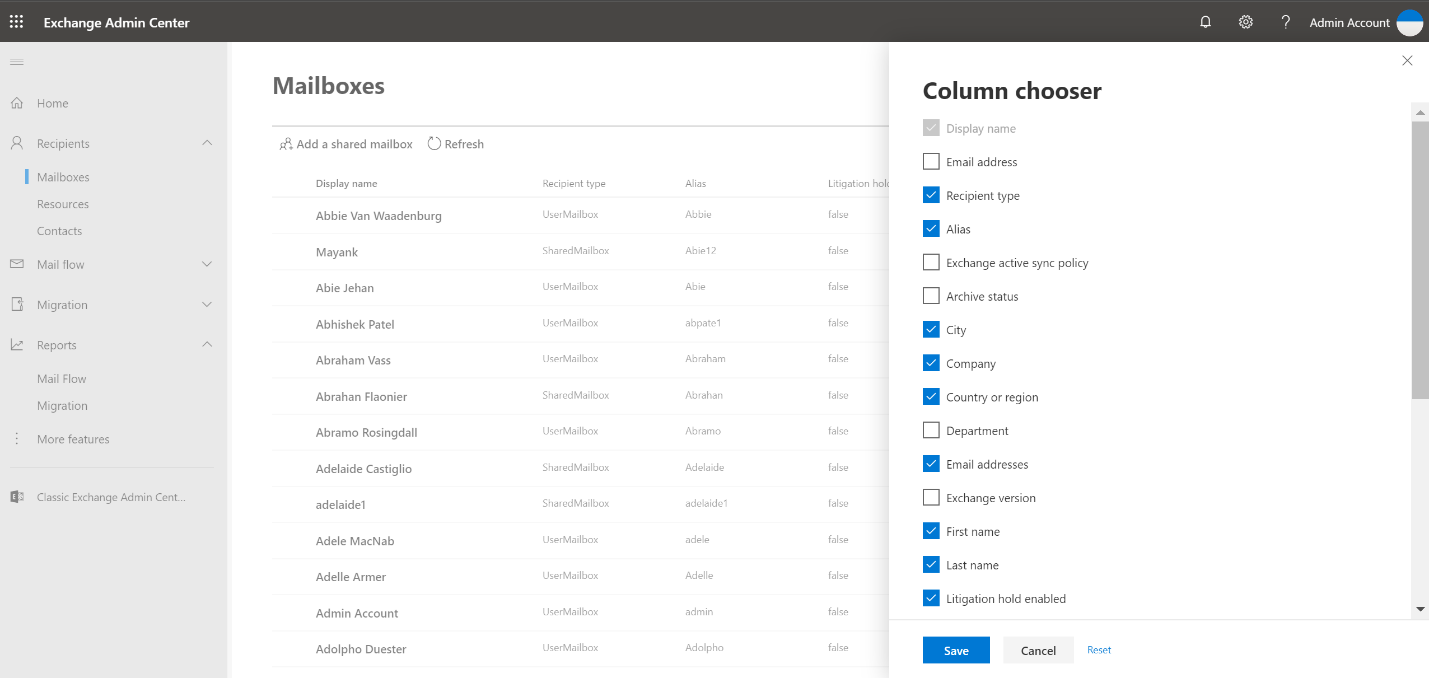 Exchange Admin Center
Admin Account
Home
Recipients
Mailboxes
Resources
Contacts
Mail flow
Migration
Reports
Mail Flow
Migration
More features
Classic Exchange Admin Cent...
Mailboxes
Add a shared mailbox Refresh
Display name Recipient type Alias Litigation hold
Abbie Van Waadenburg UserMailbox Abbie false
Mayank SharedMailbox Abie12 false
Abie Jehan UserMailbox Abie false
Abhishek Patel UserMailbox abpate1 false
Abraham Vass UserMailbox Abraham false
Abrahan Flaonier SharedMailbox Abrahan false
Abramo Rosingdall UserMailbox Abramo false
Adelaide Castiglio SharedMailbox Adelaide false
adelaide1 SharedMailbox adelaide1 false
Adele MacNab UserMailbox adele false
Adelle Armer UserMailbox Adelle false
Admin Account UserMailbox admin false
Adolpho Duester UserMailbox Adolpho false
Column chooser
Display name
Email address
Recipient type
Alias
Exchange active sync policy
Archive status
City
Company
Country or region
Department
Email addresses
Exchange version
First name
Last name
Litigation hold enabled
Save Cancel Reset